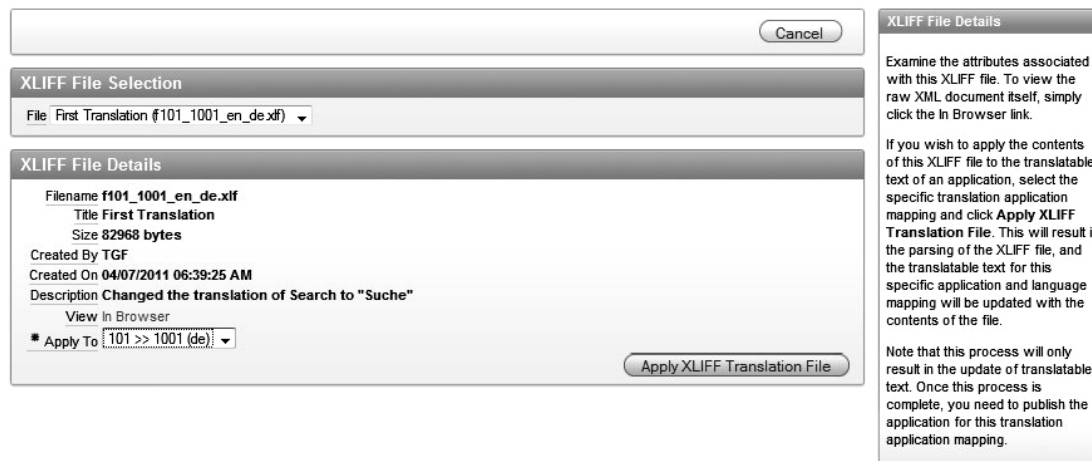 Cancel
XLIFF File Selection
File First Translation (f101_1001_en_de.xlf)
XLIFF File Details
Filename f101_1001_en_de.xlf
Title First Translation
Size 82968 bytes
Created By TGF
Created On 04/07/2011 06:39:25 AM
Description Changed the translation of Search to "Suche"
View In Browser
* Apply To 101 >> 1001 (de)
Apply XLIFF Translation File
XLIFF File Details
Examine the attributes associated
with this XLIFF file. To view the
raw XML document itself, simply
click the In Browser link.
If you wish to apply the contents
of this XLIFF file to the translatable
text of an application, select the
specific translation application
mapping and click Apply XLIFF
Translation File. This will result i
the parsing of the XLIFF file, and
the translatable text for this
specific application and language
mapping will be updated with the
contents of the file.
Note that this process will only
result in the update of translatable
text. Once this process is
complete, you need to publish the
application for this translation
application mapping.